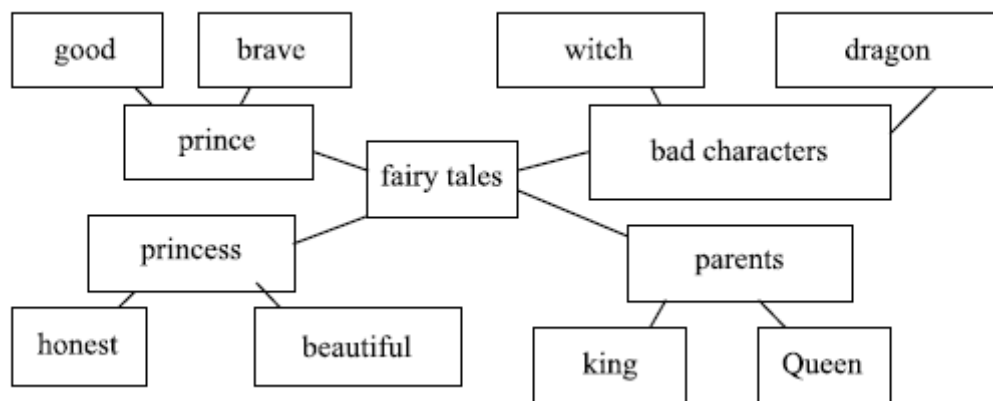 good
brave
witch
dragon
prince
bad characters
fairy tales
princess
parents
honest
beautiful
king
Queen